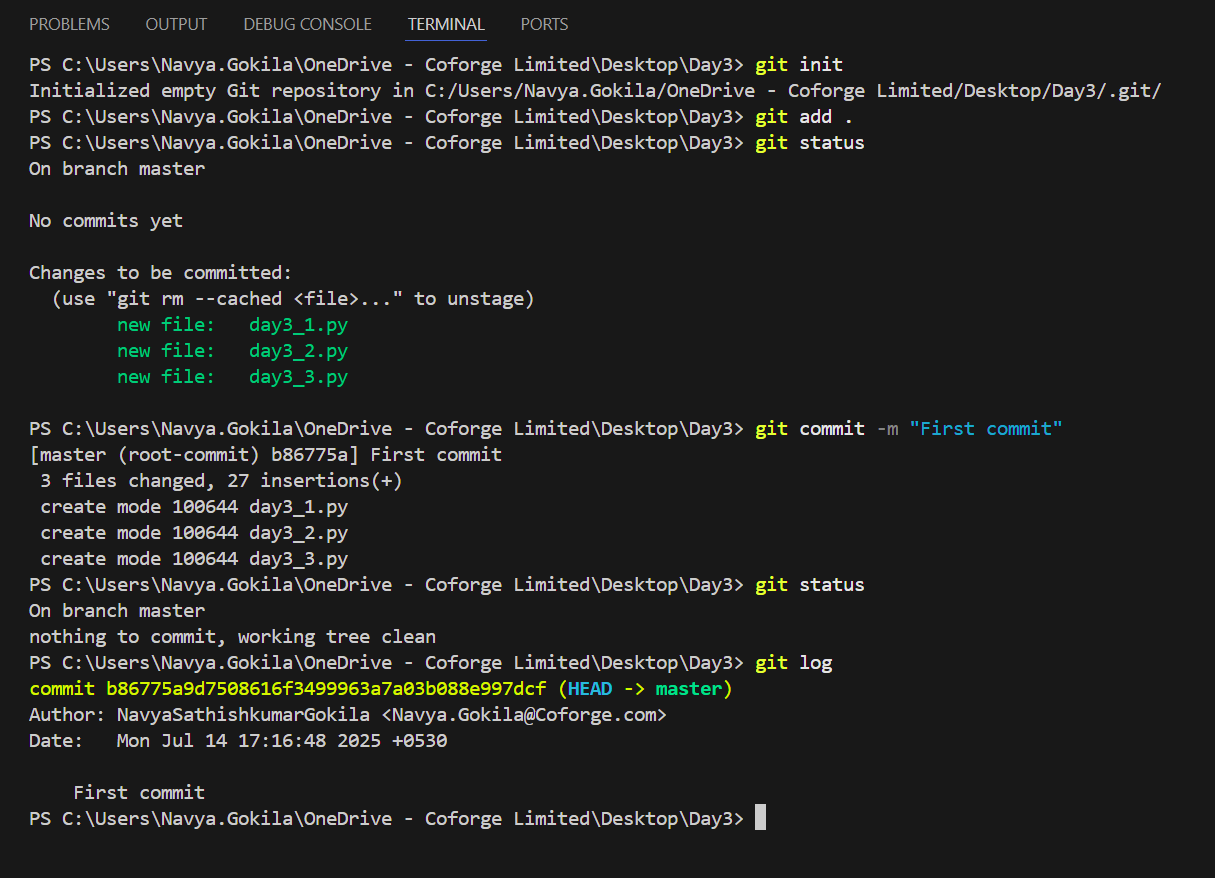 PROBLEMS OUTPUT DEBUG CONSOLE TERMINAL PORTS
PS C:\Users\Navya.Gokila\OneDrive - Coforge Limited\Desktop\Day3> git init
Initialized empty Git repository in C:/Users/Navya.Gokila/OneDrive - Coforge Limited/Desktop/Day3/.git/
PS C:\Users\Navya.Gokila\OneDrive - Coforge Limited\Desktop\Day3> git add .
PS C:\Users\Navya.Gokila\OneDrive - Coforge Limited\Desktop\Day3> git status
On branch master
No commits yet
Changes to be committed:
  (use "git rm --cached <file>..." to unstage)
        new file:   day3_1.py
        new file:   day3_2.py
        new file:   day3_3.py
PS C:\Users\Navya.Gokila\OneDrive - Coforge Limited\Desktop\Day3> git commit -m "First commit"
[master (root-commit) b86775a] First commit
 3 files changed, 27 insertions(+)
 create mode 100644 day3_1.py
 create mode 100644 day3_2.py
 create mode 100644 day3_3.py
PS C:\Users\Navya.Gokila\OneDrive - Coforge Limited\Desktop\Day3> git status
On branch master
nothing to commit, working tree clean
PS C:\Users\Navya.Gokila\OneDrive - Coforge Limited\Desktop\Day3> git log
commit b86775a9d7508616f3499963a7a03b088e997dcf (HEAD -> master)
Author: NavyaSathishkumarGokila <Navya.Gokila@Coforge.com>
Date:   Mon Jul 14 17:16:48 2025 +0530
    First commit
PS C:\Users\Navya.Gokila\OneDrive - Coforge Limited\Desktop\Day3>